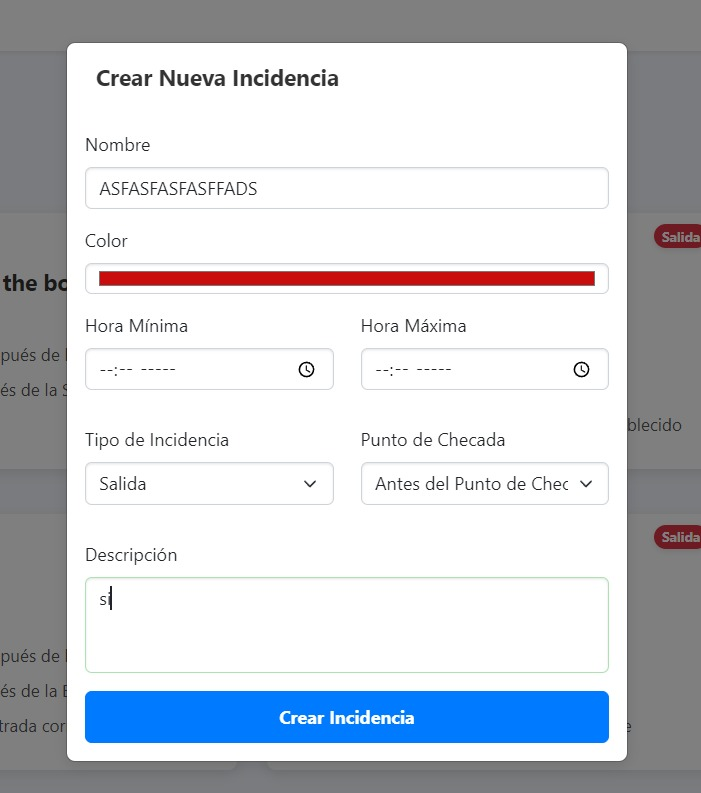 Crear Nueva Incidencia
Nombre
ASFASFASFASFFADS
Color
Salida
the bo
Hora Mínima Hora Máxima
--:-- ----- --:-- -----
pués de l
és de la S
blecido
Tipo de Incidencia Punto de Checada
Salida Antes del Punto de Chec
Salida
Descripción
si
pués de l
és de la E
trada cor
e
Crear Incidencia